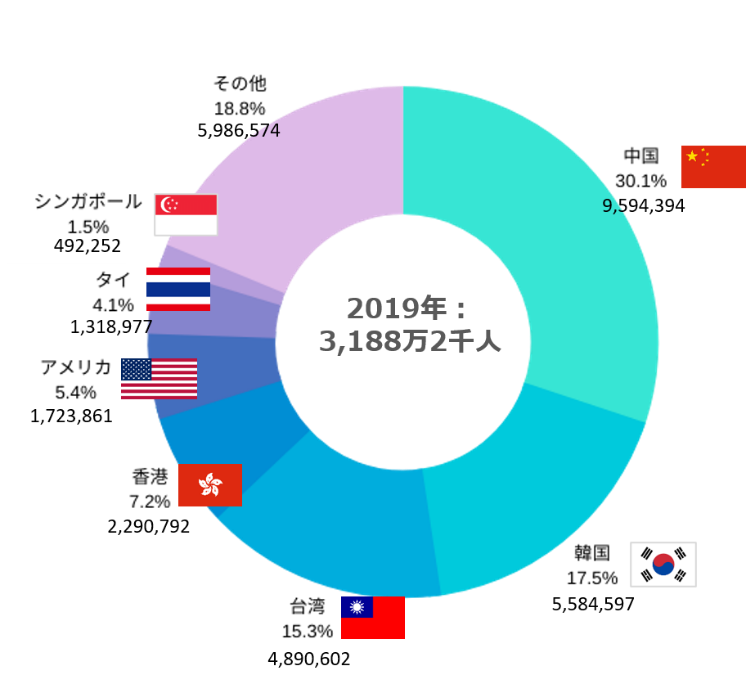 その他
18.8%
5,986,574
中国
30.1%
9,594,394
シンガポール
1.5%
492,252
タイ
4.1%
1,318,977
2019年：
3,188万2千人
アメリカ
5.4%
1,723,861
香港
7.2%
2,290,792
韓国
17.5%
5,584,597
台湾
15.3%
4,890,602